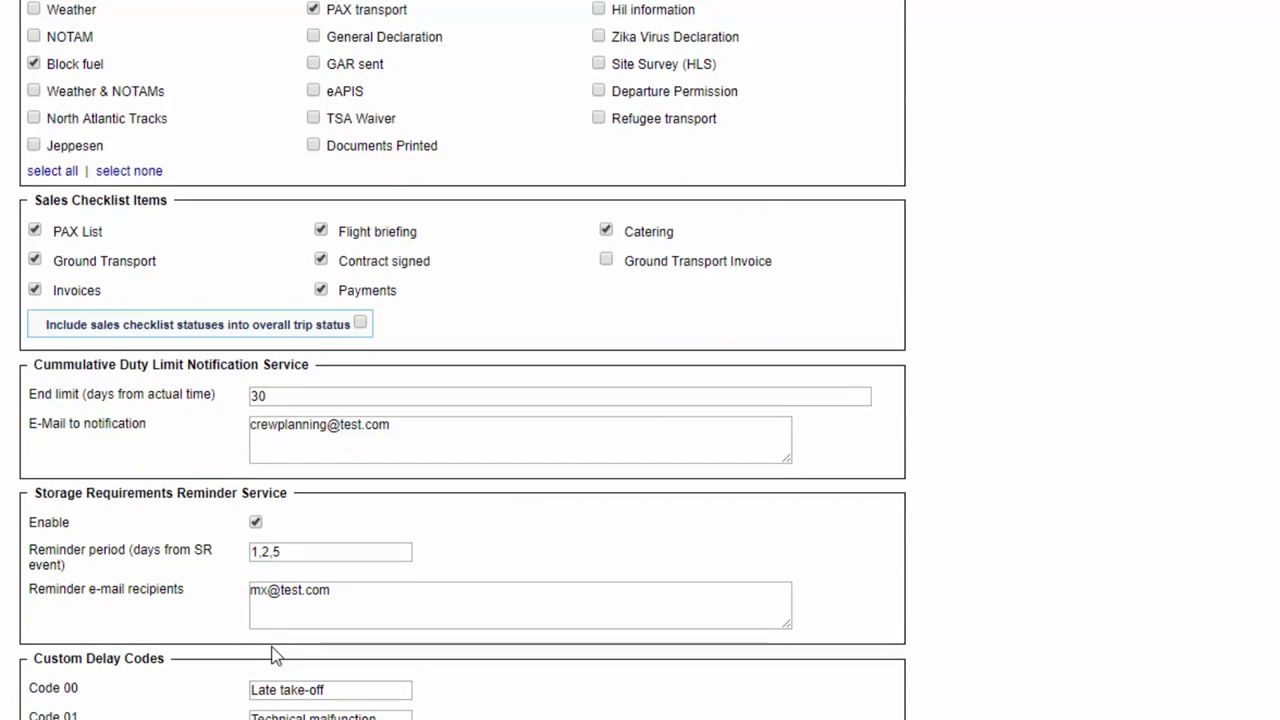 Weather PAX transport Hil information
NOTAM General Declaration Zika Virus Declaration
Block fuel GAR sent Site Survey (HLS)
Weather & NOTAMs eAPIS Departure Permission
North Atlantic Tracks TSA Waiver Refugee transport
Jeppesen Documents Printed
select all | select none
Sales Checklist Items
PAX List Flight briefing Catering
Ground Transport Contract signed Ground Transport Invoice
Invoices Payments
Include sales checklist statuses into overall trip status
Cummulative Duty Limit Notification Service
End limit (days from actual time) 30
E-Mail to notification crewplanning@test.com
Storage Requirements Reminder Service
Enable
Reminder period (days from SR event) 1,2,5
Reminder e-mail recipients mx@test.com
Custom Delay Codes
Code 00 Late take-off
Code 01 Technical malfunction